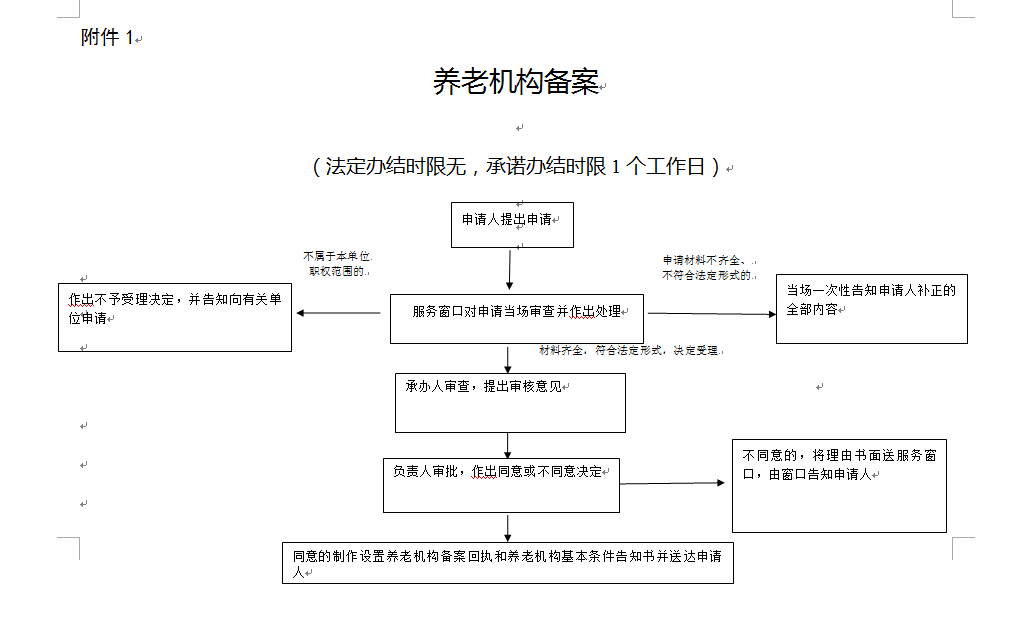 附件 1
养老机构备案
（法定办结时限无，承诺办结时限 1 个工作日）
申请人提出申请
不属于本单位
职权范围的
申请材料不齐全、
不符合法定形式的
作出不予受理决定，并告知向有关单
位申请
服务窗口对申请当场审查并作出处理
当场一次性告知申请人补正的
全部内容
材料齐全，符合法定形式，决定受理
承办人审查，提出审核意见
负责人审批，作出同意或不同意决定
不同意的，将理由书面送服务窗
口，由窗口告知申请人
同意的制作设置养老机构备案回执和养老机构基本条件告知书并送达申请
人